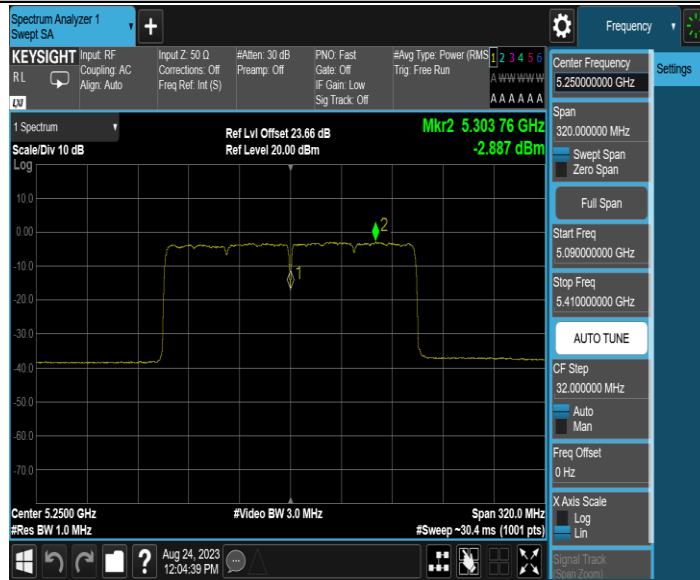 Spectrum Analyzer 1
Swept SA
+
Frequency
KEYSIGHT
RL
LXI
Input: RF
Coupling: AC
Align: Auto
Input Z: 50 Ω
Corrections: Off
Freq Ref: Int (S)
#Atten: 30 dB
Preamp: Off
PNO: Fast
Gate: Off
IF Gain: Low
Sig Track: Off
#Avg Type: Power (RMS
Trig: Free Run
1 2 3 4 5 6
A W W W W W
A A A A A A
1 Spectrum
Scale/Div 10 dB
Log
Ref Lvl Offset 23.66 dB
Ref Level 20.00 dBm
Mkr2 5.303 76 GHz
-2.887 dBm
10.0
0.00
-10.0
-20.0
-30.0
-40.0
-50.0
-60.0
-70.0
2
1
Center 5.2500 GHz
#Res BW 1.0 MHz
#Video BW 3.0 MHz
Span 320.0 MHz
#Sweep ~30.4 ms (1001 pts)
Aug 24, 2023
12:04:39 PM
?
Center Frequency
5.250000000 GHz
Span
320.000000 MHz
Swept Span
Zero Span
Full Span
Start Freq
5.090000000 GHz
Stop Freq
5.410000000 GHz
AUTO TUNE
CF Step
32.000000 MHz
Auto
Man
Freq Offset
0 Hz
X Axis Scale
Log
Lin
Signal Track
(Span Zoom)
Settings